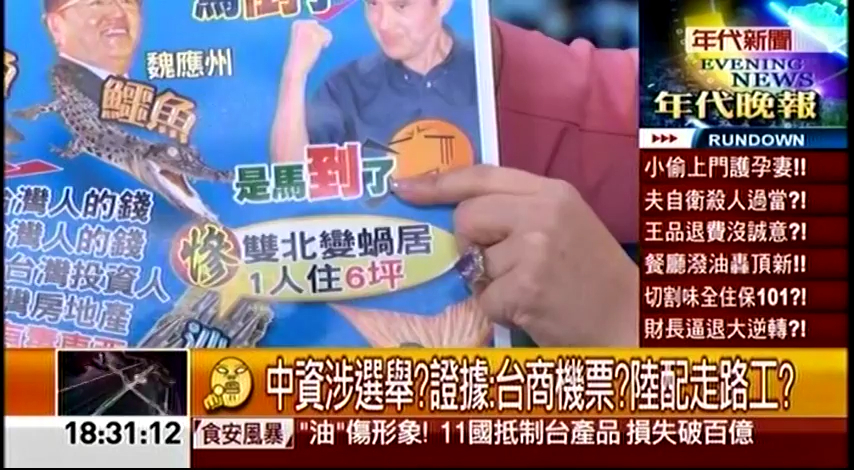 馬衝了
魏應州
鱷魚
是馬到了
台灣人的錢
台灣人的錢
台灣投資人
灣房地產
慘
雙北變蝸居
1人住6坪
年代新聞
EVENING
NEWS
年代晚報
RUNDOWN
小偷上門護孕妻!!
夫自衛殺人過當?!
王品退費沒誠意?!
餐廳潑油轟頂新!!
切割味全住保101?!
財長逼退大逆轉?!
中資涉選舉?證據:台商機票?陸配走路工?
18:31:12
食安風暴
"油"傷形象! 11國抵制台產品 損失破百億